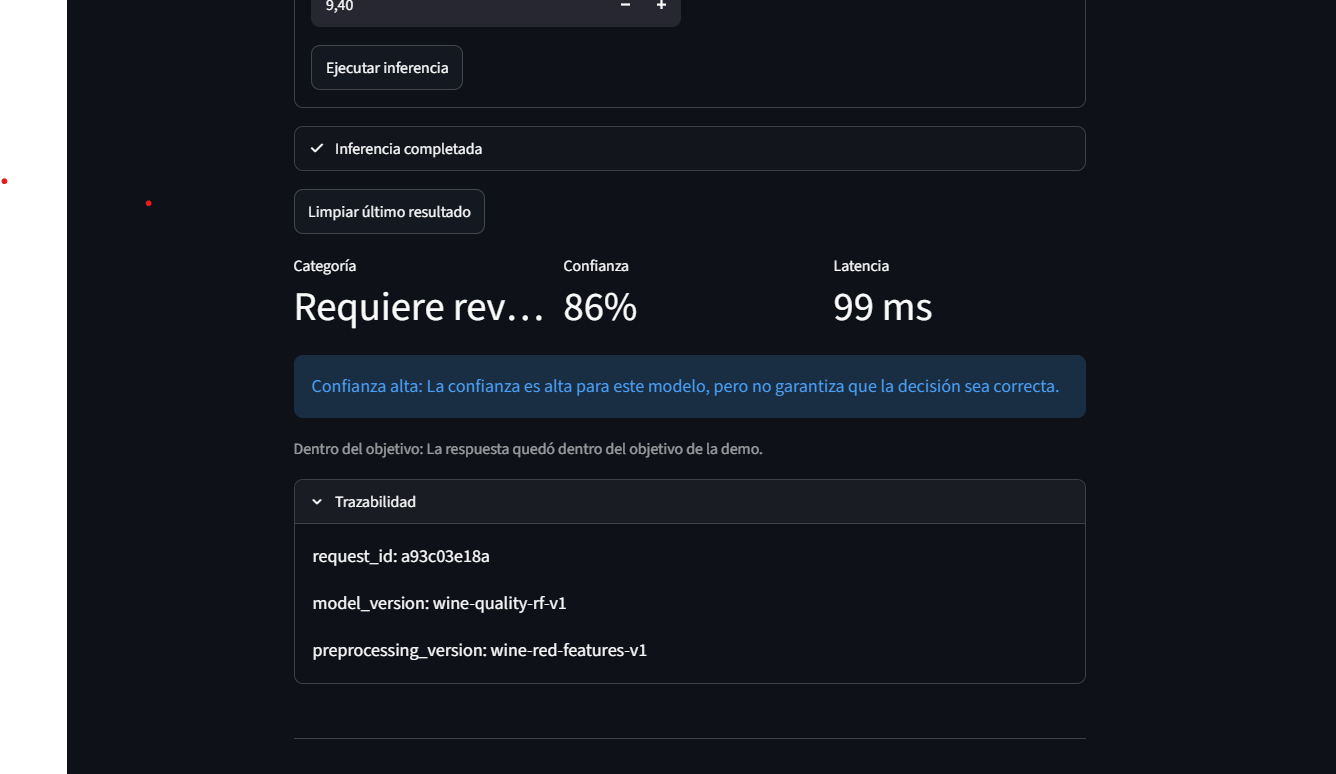 9,40
Ejecutar inferencia
Inferencia completada
Limpiar último resultado
Categoría Confianza Latencia
Requiere rev… 86% 99 ms
Confianza alta: La confianza es alta para este modelo, pero no garantiza que la decisión sea correcta.
Dentro del objetivo: La respuesta quedó dentro del objetivo de la demo.
Trazabilidad
request_id: a93c03e18a
model_version: wine-quality-rf-v1
preprocessing_version: wine-red-features-v1